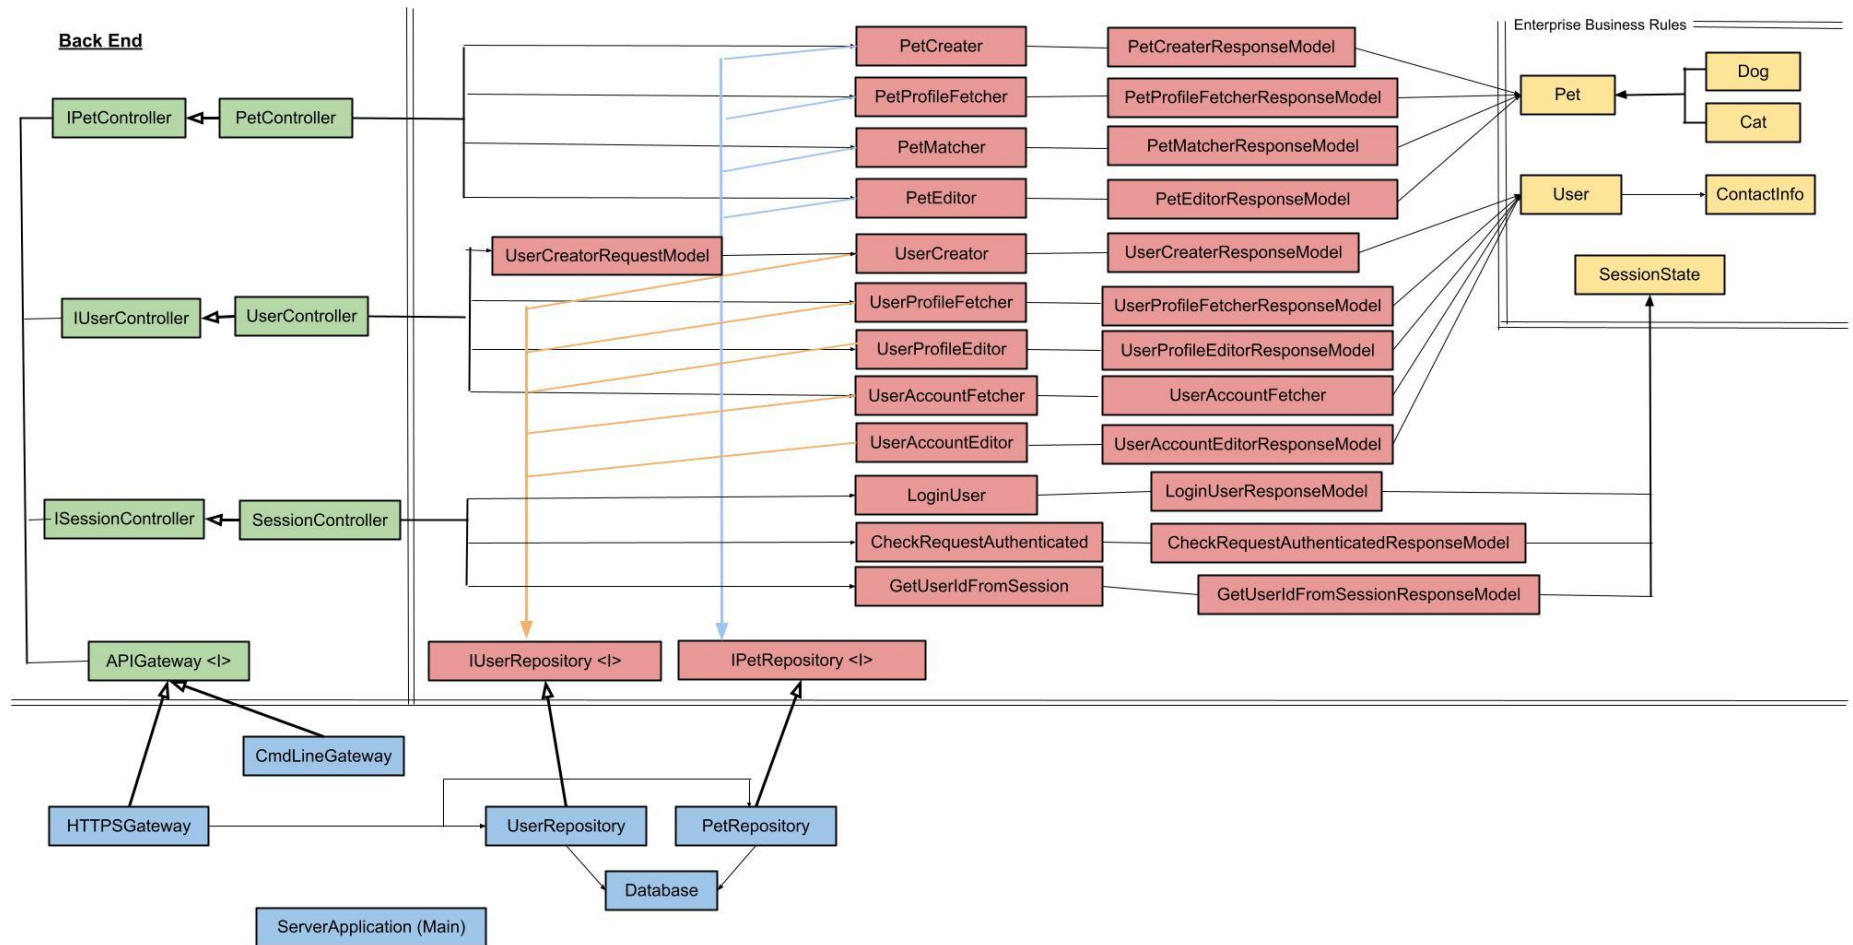 Back End
Enterprise Business Rules
IPetController
PetController
PetCreater
PetCreaterResponseModel
PetProfileFetcher
PetProfileFetcherResponseModel
PetMatcher
PetMatcherResponseModel
PetEditor
PetEditorResponseModel
Pet
Dog
Cat
User
ContactInfo
SessionState
IUserController
UserController
UserCreatorRequestModel
UserCreator
UserCreaterResponseModel
UserProfileFetcher
UserProfileFetcherResponseModel
UserProfileEditor
UserProfileEditorResponseModel
UserAccountFetcher
UserAccountFetcher
UserAccountEditor
UserAccountEditorResponseModel
ISessionController
SessionController
LoginUser
LoginUserResponseModel
CheckRequestAuthenticated
CheckRequestAuthenticatedResponseModel
GetUserIdFromSession
GetUserIdFromSessionResponseModel
APIGateway <I>
IUserRepository <I>
IPetRepository <I>
CmdLineGateway
HTTPSGateway
UserRepository
PetRepository
Database
ServerApplication (Main)